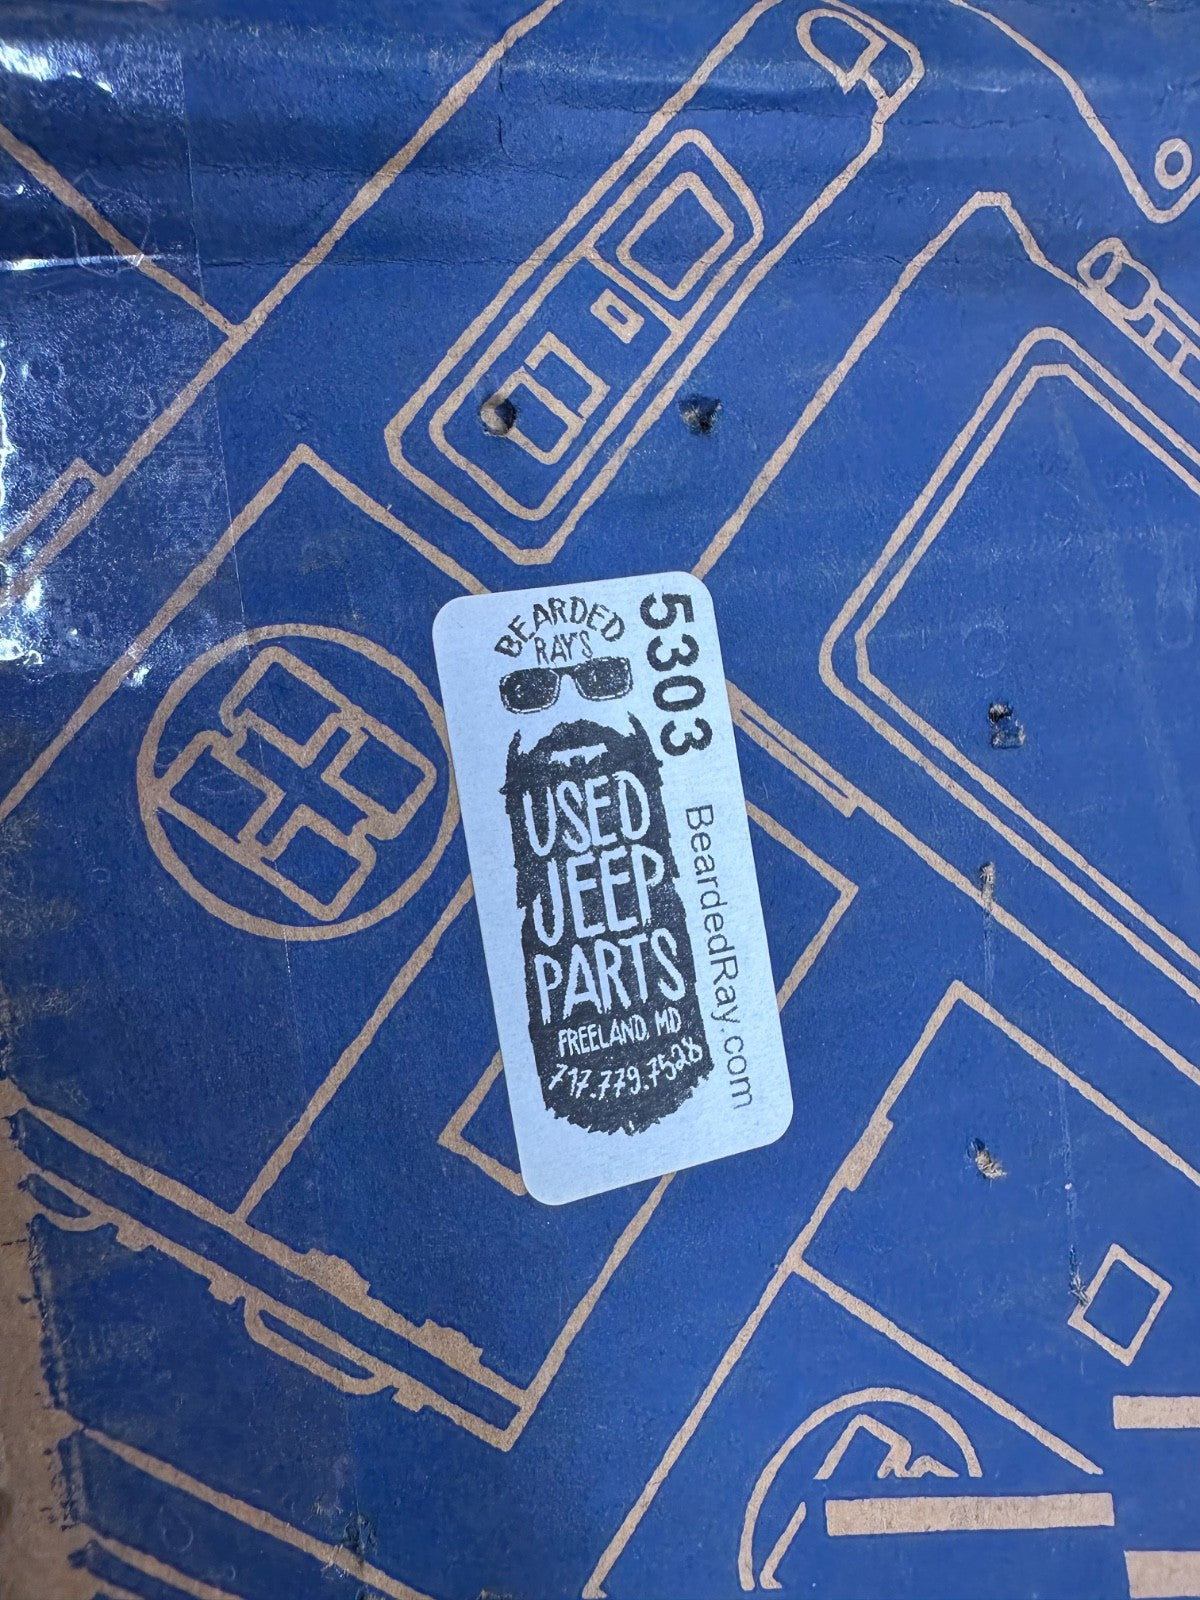 BEARDED
RAY'S
USED
JEEP
PARTS
FREELAND, MD
717.779.7528
5303
BeardedRay.com